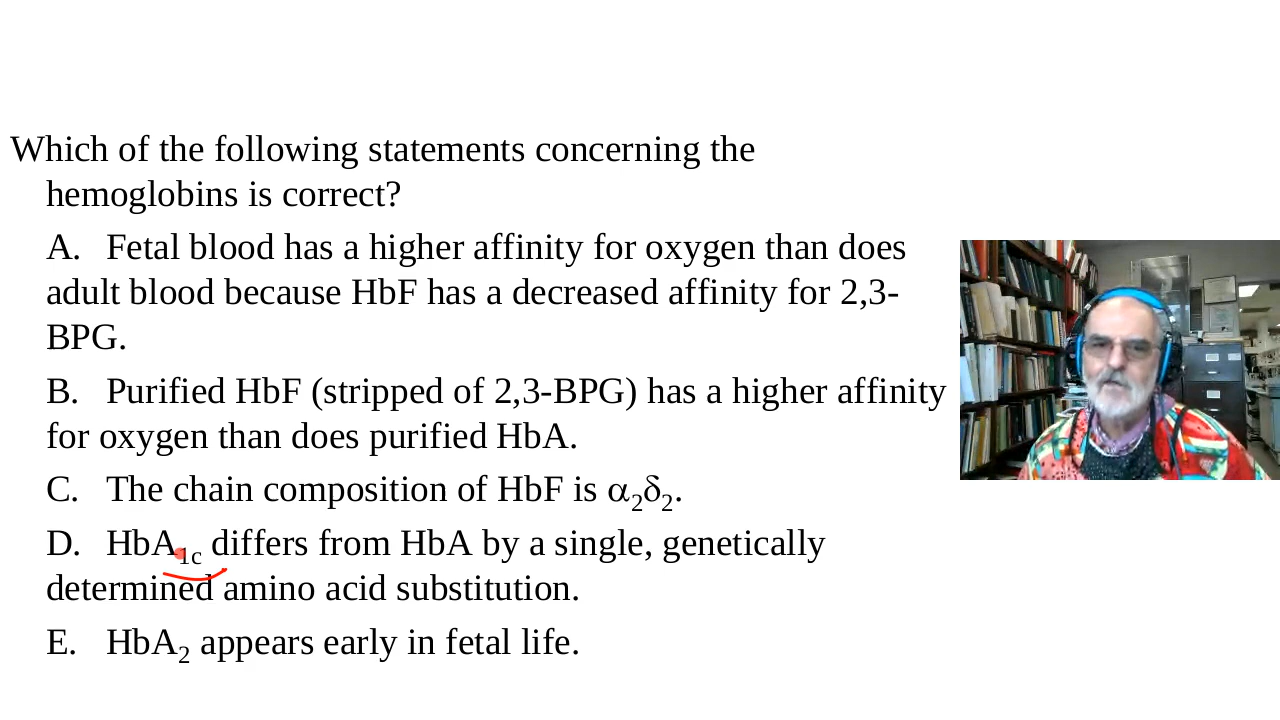 Which of the following statements concerning the
hemoglobins is correct?
A. Fetal blood has a higher affinity for oxygen than does
adult blood because HbF has a decreased affinity for 2,3-
BPG.
B. Purified HbF (stripped of 2,3-BPG) has a higher affinity
for oxygen than does purified HbA.
C. The chain composition of HbF is α₂δ₂.
D. HbA₁c differs from HbA by a single, genetically
determined amino acid substitution.
E. HbA₂ appears early in fetal life.